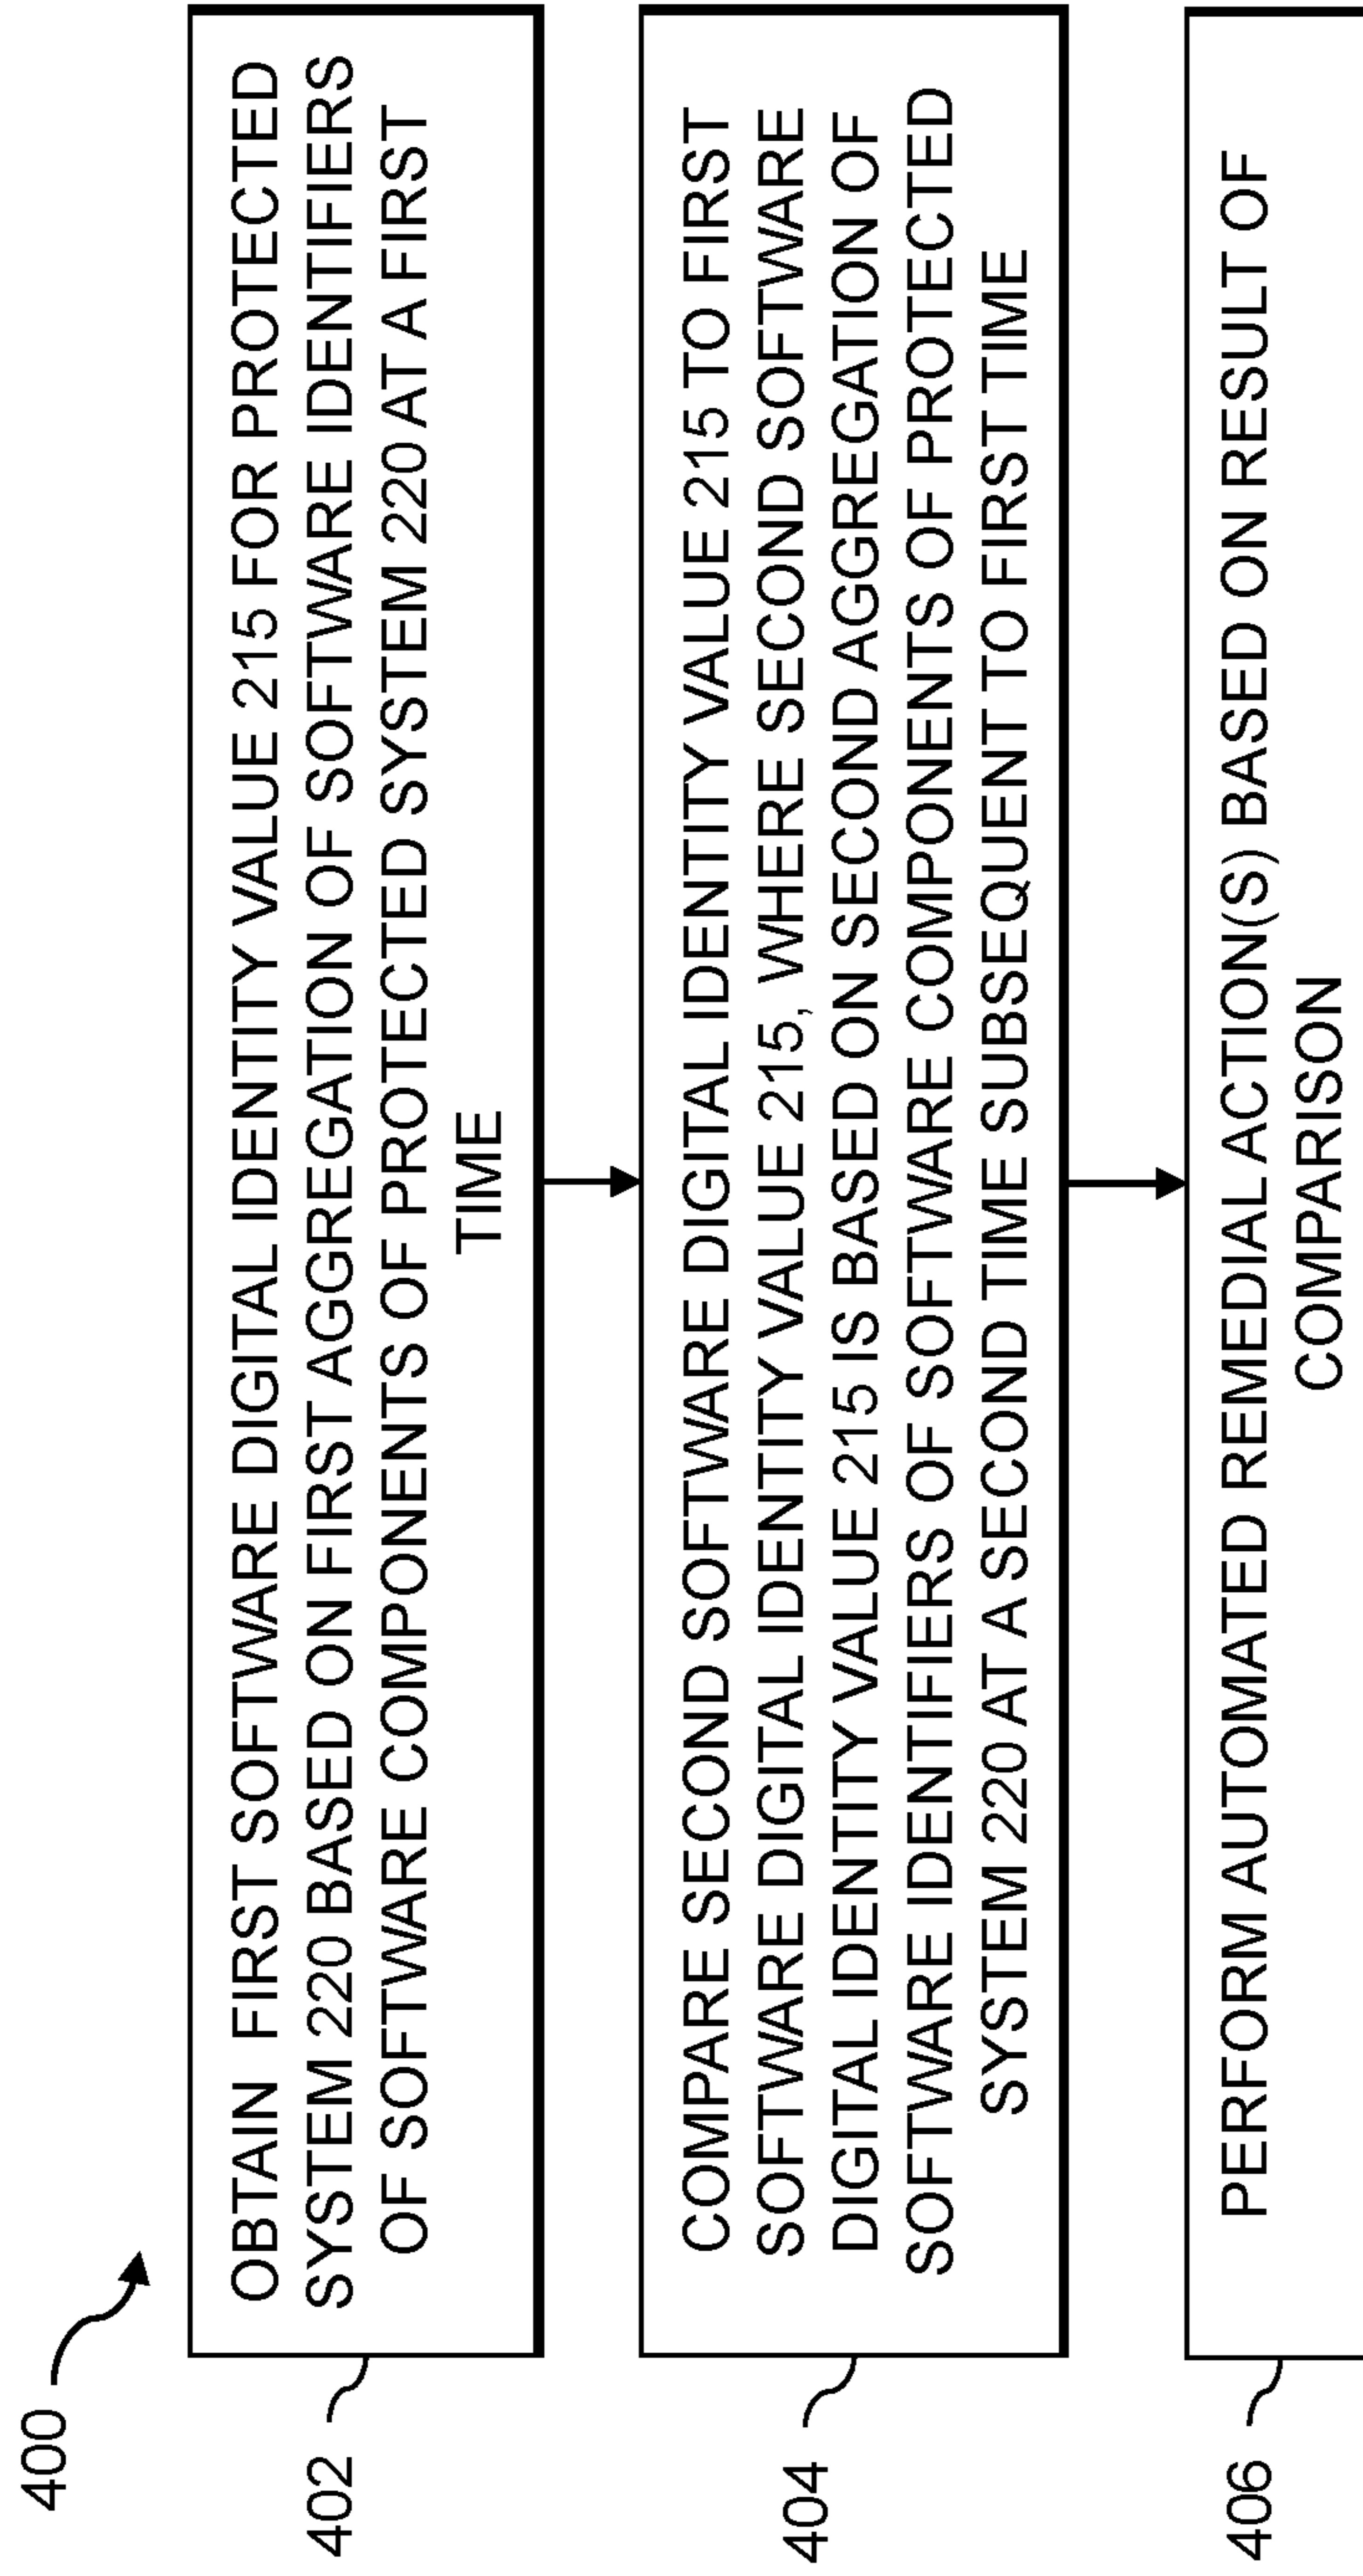 400
402
OBTAIN FIRST SOFTWARE DIGITAL IDENTITY VALUE 215 FOR PROTECTED
SYSTEM 220 BASED ON FIRST AGGREGATION OF SOFTWARE IDENTIFIERS
OF SOFTWARE COMPONENTS OF PROTECTED SYSTEM 220 AT A FIRST
TIME
404
COMPARE SECOND SOFTWARE DIGITAL IDENTITY VALUE 215 TO FIRST
SOFTWARE DIGITAL IDENTITY VALUE 215, WHERE SECOND SOFTWARE
DIGITAL IDENTITY VALUE 215 IS BASED ON SECOND AGGREGATION OF
SOFTWARE IDENTIFIERS OF SOFTWARE COMPONENTS OF PROTECTED
SYSTEM 220 AT A SECOND TIME SUBSEQUENT TO FIRST TIME
406
PERFORM AUTOMATED REMEDIAL ACTION(S) BASED ON RESULT OF
COMPARISON